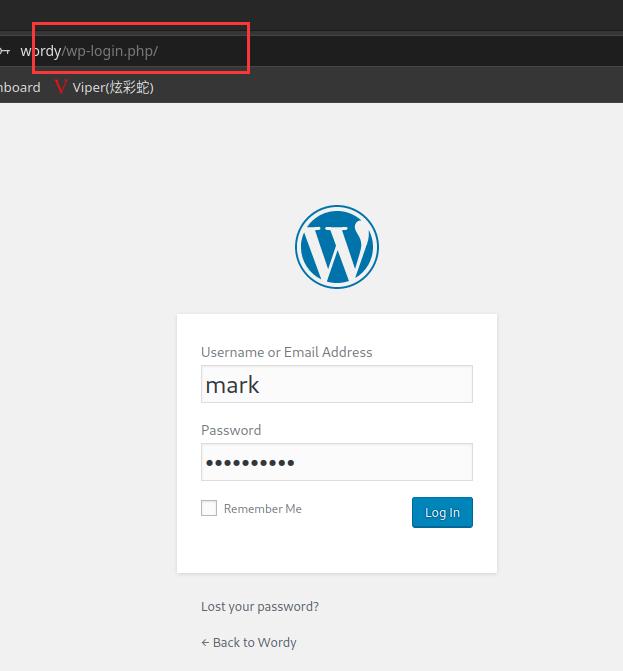 wordy/wp-login.php/
Viper(炫彩蛇)
Username or Email Address
mark
Password
Remember Me
Log In
Lost your password?
← Back to Wordy